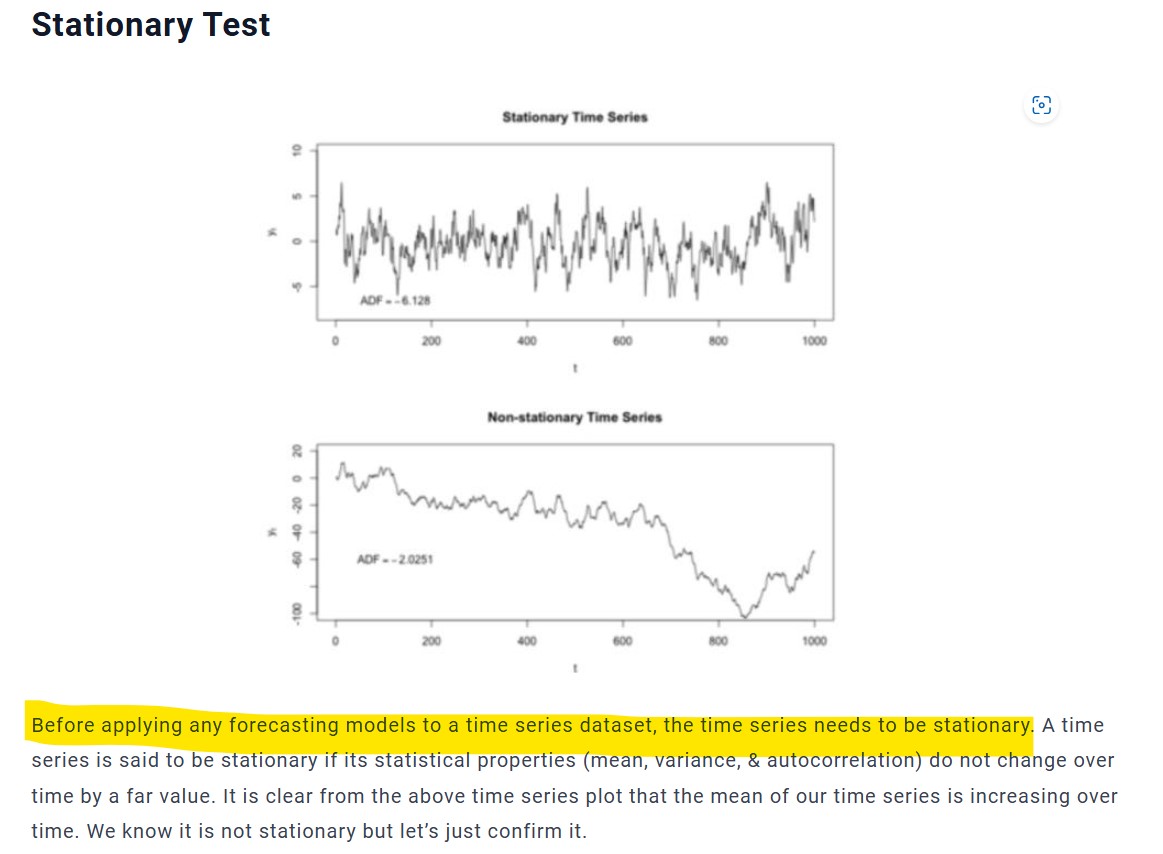 Stationary Test
Stationary Time Series
10
5
0
-5
yₜ
ADF = -6.128
0 200 400 600 800 1000
t
Non-stationary Time Series
20
0
-20
-40
-60
-100
yₜ
ADF = -2.0251
0 200 400 600 800 1000
t
Before applying any forecasting models to a time series dataset, the time series needs to be stationary. A time
series is said to be stationary if its statistical properties (mean, variance, & autocorrelation) do not change over
time by a far value. It is clear from the above time series plot that the mean of our time series is increasing over
time. We know it is not stationary but let’s just confirm it.